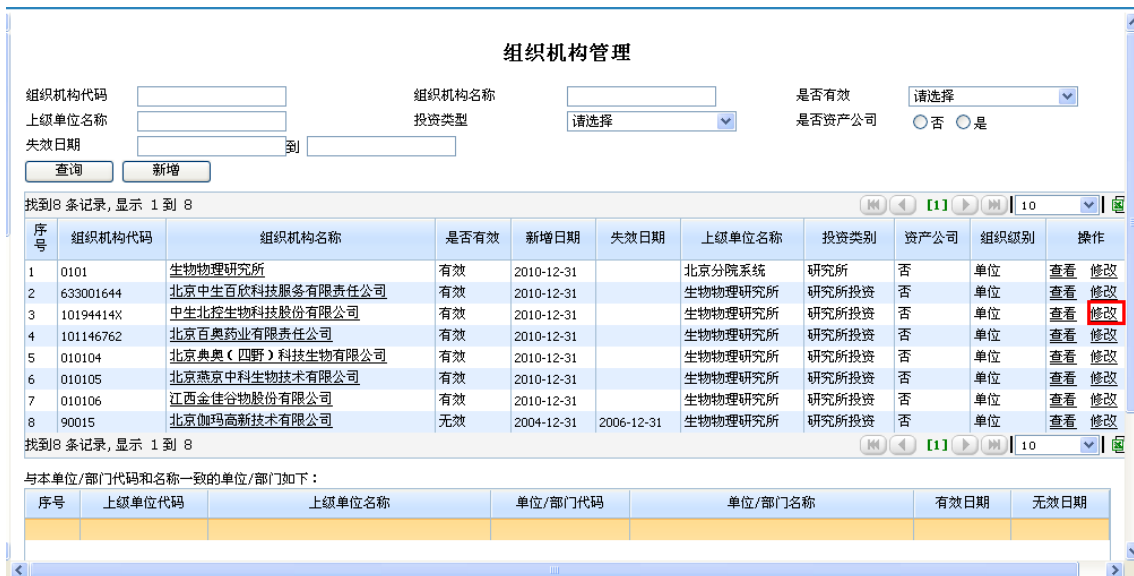 组织机构管理
组织机构代码 组织机构名称 是否有效 请选择
上级单位名称 投资类型 请选择 是否资产公司 否 是
失效日期 到
查询 新增
找到8 条记录, 显示 1 到 8 [1] 10
序号 组织机构代码 组织机构名称 是否有效 新增日期 失效日期 上级单位名称 投资类别 资产公司 组织级别 操作
1 0101 生物物理研究所 有效 2010-12-31 北京分院系统 研究所 否 单位 查看 修改
2 633001644 北京中生百欣科技服务有限责任公司 有效 2010-12-31 生物物理研究所 研究所投资 否 单位 查看 修改
3 10194414X 中生北控生物科技股份有限公司 有效 2010-12-31 生物物理研究所 研究所投资 否 单位 查看 修改
4 101146762 北京百奥药业有限责任公司 有效 2010-12-31 生物物理研究所 研究所投资 否 单位 查看 修改
5 010104 北京典奥(四野)科技生物有限公司 有效 2010-12-31 生物物理研究所 研究所投资 否 单位 查看 修改
6 010105 北京燕京中科生物技术有限公司 有效 2010-12-31 生物物理研究所 研究所投资 否 单位 查看 修改
7 010106 江西金佳谷物股份有限公司 有效 2010-12-31 生物物理研究所 研究所投资 否 单位 查看 修改
8 90015 北京伽玛高新技术有限公司 无效 2004-12-31 2006-12-31 生物物理研究所 研究所投资 否 单位 查看 修改
找到8 条记录, 显示 1 到 8 [1] 10
与本单位/部门代码和名称一致的单位/部门如下：
序号 上级单位代码 上级单位名称 单位/部门代码 单位/部门名称 有效日期 无效日期